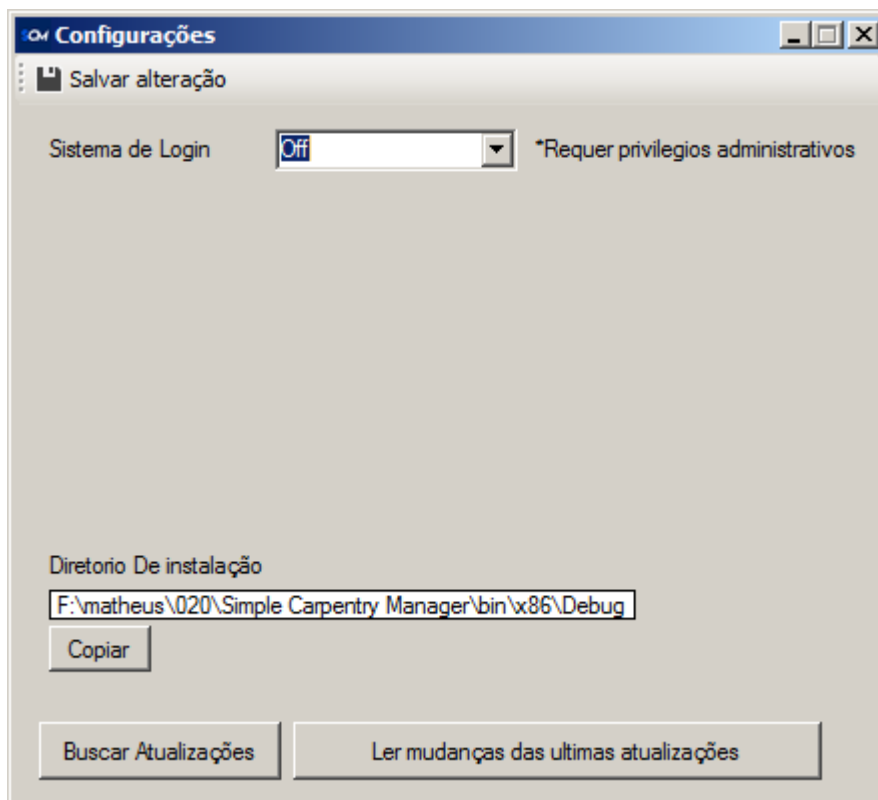 Configurações
Salvar alteração
Sistema de Login Off *Requer privilegios administrativos
Diretorio De instalação
F:\matheus\020\Simple Carpentry Manager\bin\x86\Debug
Copiar
Buscar Atualizações Ler mudanças das ultimas atualizações